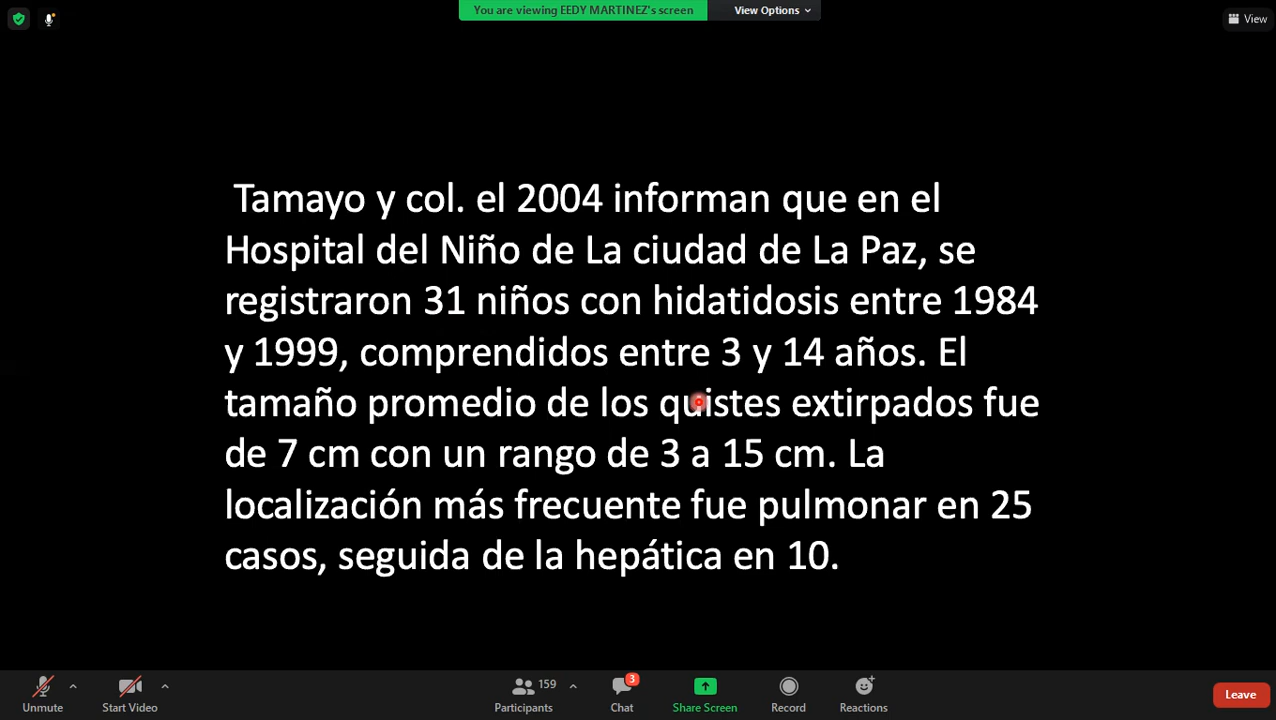 You are viewing EEDY MARTINEZ's screen
View Options
View
Tamayo y col. el 2004 informan que en el
Hospital del Niño de La ciudad de La Paz, se
registraron 31 niños con hidatidosis entre 1984
y 1999, comprendidos entre 3 y 14 años. El
tamaño promedio de los quistes extirpados fue
de 7 cm con un rango de 3 a 15 cm. La
localización más frecuente fue pulmonar en 25
casos, seguida de la hepática en 10.
159
3
Unmute
Start Video
Participants
Chat
Share Screen
Record
Reactions
Leave